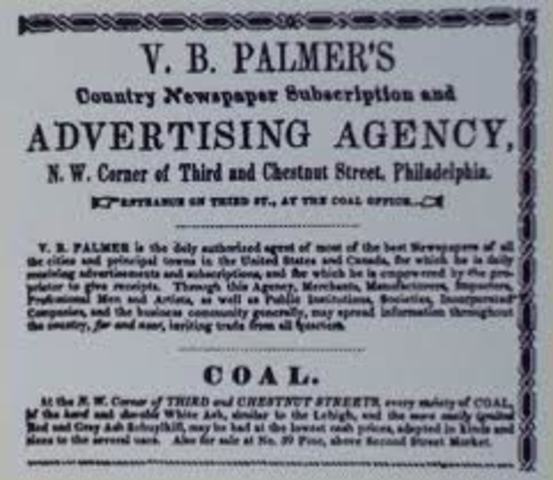 V. B. PALMER'S
Country Newspaper Subscription and
ADVERTISING AGENCY,
N. W. Corner of Third and Chestnut Street, Philadelphia.
ENTRANCE ON THIRD ST., AT THE COAL OFFICE.
V. B. PALMER is the duly authorized agent of most of the best Newspapers of all
the cities and principal towns in the United States and Canada, for which he is daily
receiving advertisements and subscriptions, and for which he is empowered by the pro-
prietor to give receipts. Through this Agency, Merchants, Manufacturers, Importers,
Professional Men and Artists, as well as Public Institutions, Societies, Incorporated
Companies, and the business community generally, may spread information throughout
the country, far and near, inviting trade from all quarters.
COAL.
At the N. W. Corner of THIRD and CHESTNUT STREETS, every variety of COAL,
of the hard and durable White Ash, similar to the Lehigh, and the more easily ignited
Red and Gray Ash Schuylkill, may be had at the lowest cash prices, adapted in kinds and
sizes to the several uses. Also for sale at No. 59 Pine, above Second Street Market.